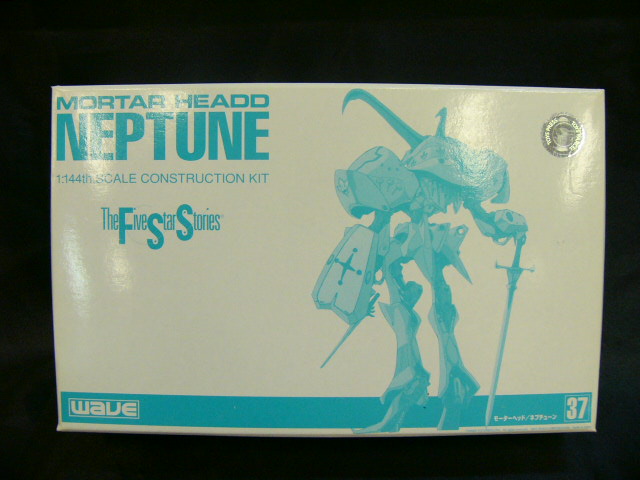 MORTAR HEADD
NEPTUNE
1:144th SCALE CONSTRUCTION KIT
The Five Star Stories
wave
モーターヘッド/ネプチューン
37